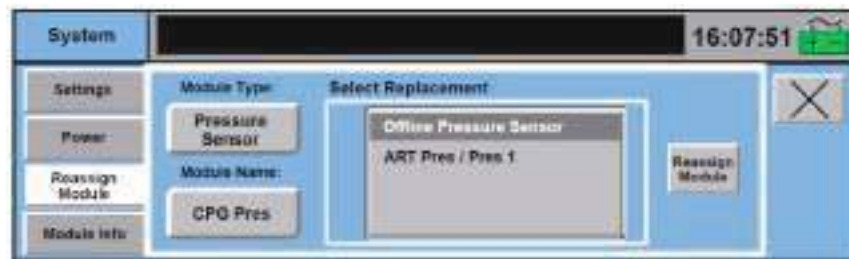 System
16:07:51
Settings
Power
Reassign
Module
Module Info
Module Type:
Pressure
Sensor
Module Name:
CPG Pres
Select Replacement
Offline Pressure Sensor
ART Pres / Pres 1
Reassign
Module